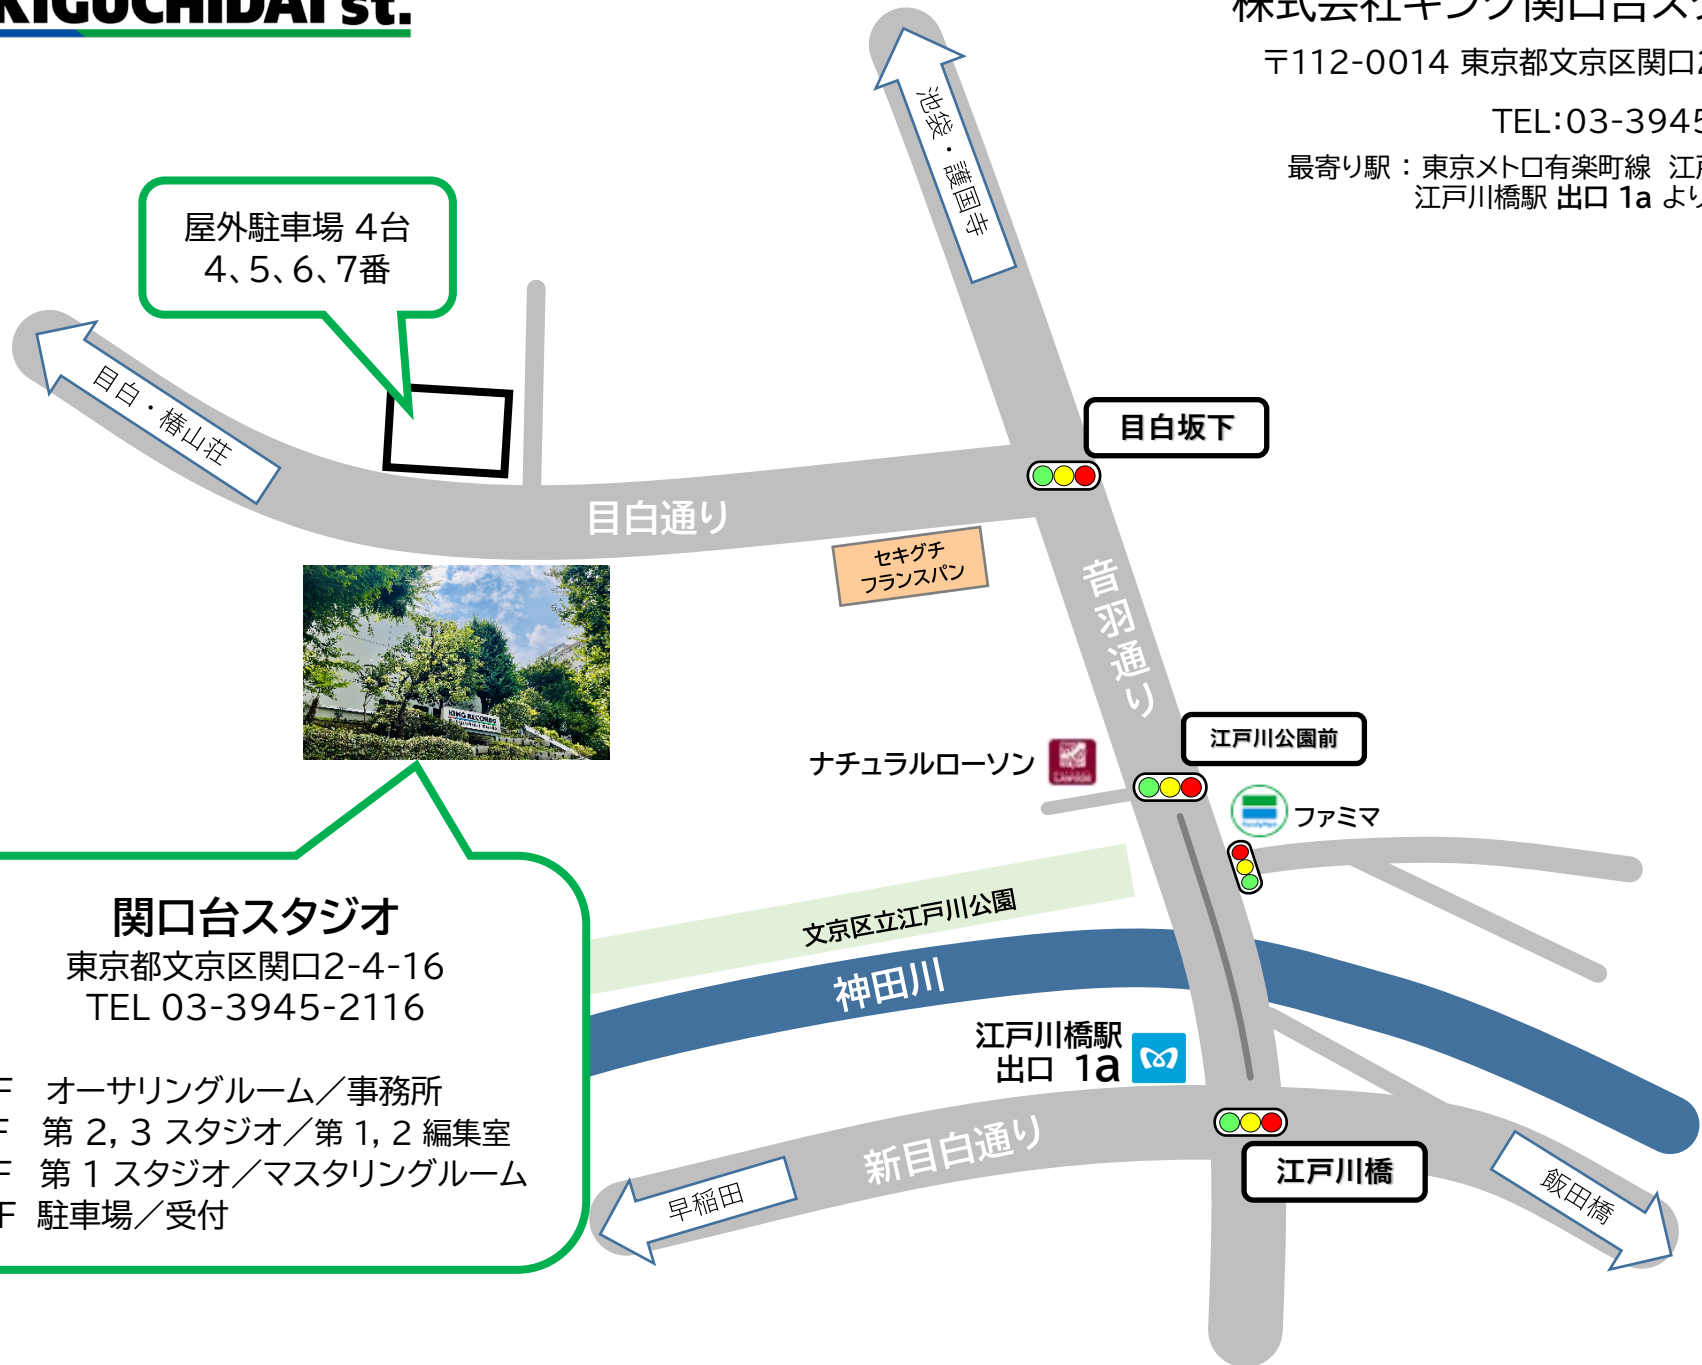 KIGUCHIDAI st.
株式会社キング関口台ス
〒112-0014 東京都文京区関口
TEL:03-3945
最寄り駅：東京メトロ有楽町線 江戸
江戸川橋駅 出口 1a より
池袋・護国寺
屋外駐車場 4台
4、5、6、7番
目白・椿山荘
目白坂下
目白通り
セキグチ
フランスパン
音羽通り
KING RECORDS
江戸川公園前
ナチュラルローソン
ファミマ
文京区立江戸川公園
神田川
関口台スタジオ
東京都文京区関口2-4-16
TEL 03-3945-2116
F オーサリングルーム／事務所
F 第 2, 3 スタジオ／第 1, 2 編集室
F 第 1 スタジオ／マスタリングルーム
F 駐車場／受付
江戸川橋駅
出口 1a
新目白通り
早稲田
江戸川橋
飯田橋